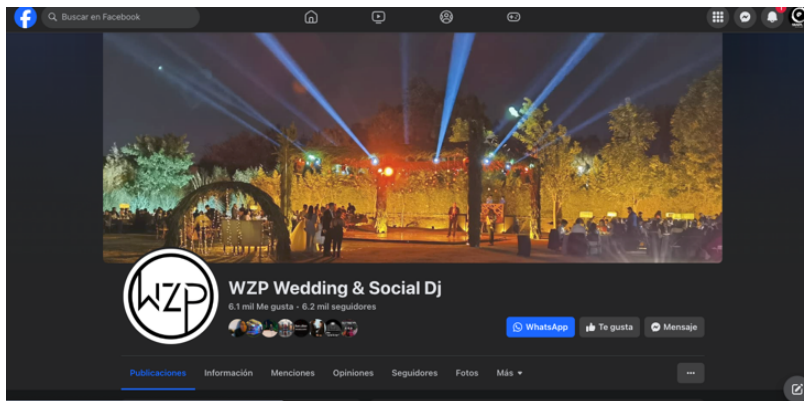 Buscar en Facebook
WZP
WZP Wedding & Social Dj
6.1 mil Me gusta • 6.2 mil seguidores
WhatsApp
Te gusta
Mensaje
Publicaciones Información Menciones Opiniones Seguidores Fotos Más